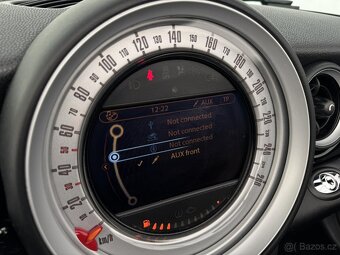 20
40
60
80
100
120
140
160
180
200
220
240
260
km/h
12:22
AUX
TP
Not connected
Not connected
Not connected
AUX front
bazos.cz